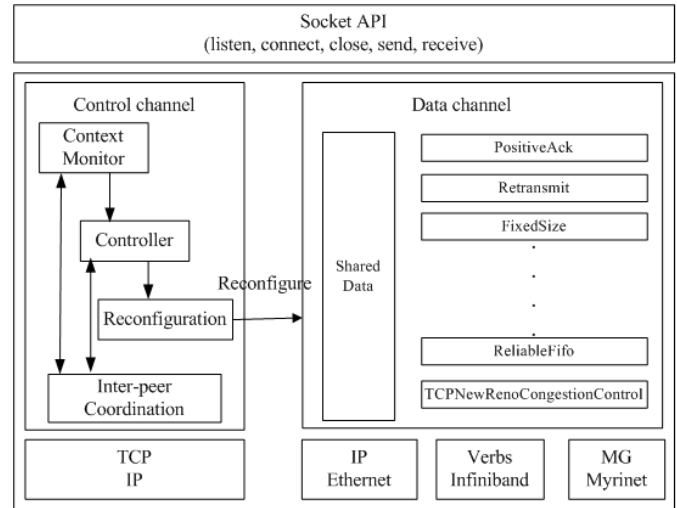 Socket API
(listen, connect, close, send, receive)
Control channel
Context
Monitor
Controller
Reconfiguration
Inter-peer
Coordination
Reconfigure
Data channel
Shared
Data
PositiveAck
Retransmit
FixedSize
ReliableFifo
TCPNewRenoCongestionControl
TCP
IP
IP
Ethernet
Verbs
Infiniband
MG
Myrinet